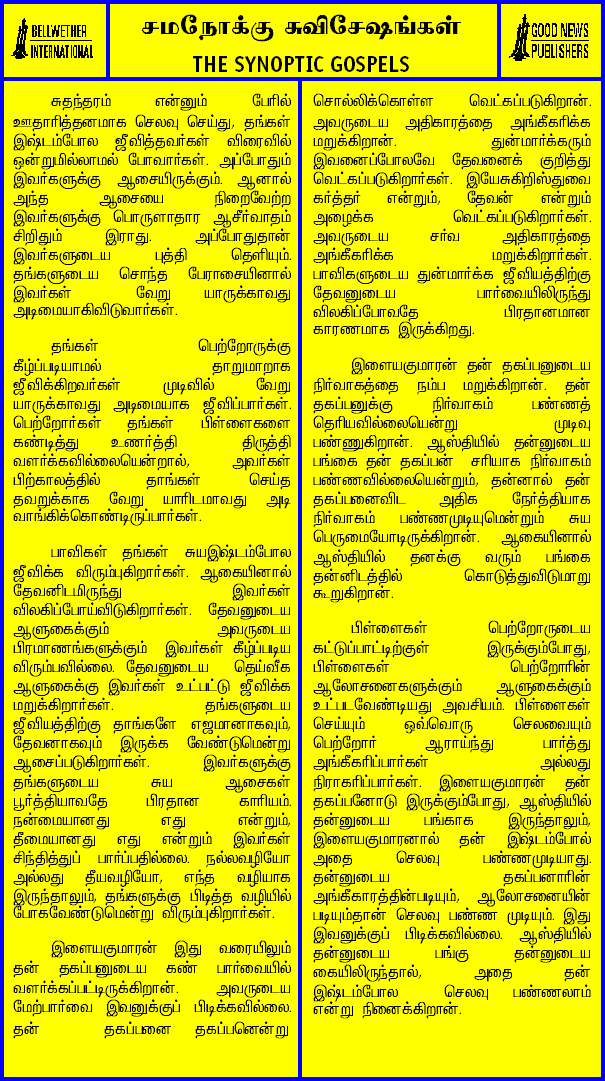 BELLWETHER
INTERNATIONAL
சமநோக்கு சுவிசேஷங்கள்
THE SYNOPTIC GOSPELS
GOOD NEWS
PUBLISHERS
சுதந்தரம் என்னும் பேரில்
ஊதாரித்தனமாக செலவு செய்து, தங்கள்
இஷ்டம்போல ஜீவித்தவர்கள் விரைவில்
ஒன்றுமில்லாமல் போவார்கள். அப்போதும்
இவர்களுக்கு ஆசையிருக்கும். ஆனால்
அந்த ஆசையை நிறைவேற்ற
இவர்களுக்கு பொருளாதார ஆசீர்வாதம்
சிறிதும் இராது. அப்போதுதான்
இவர்களுடைய புத்தி தெளியும்.
தங்களுடைய சொந்த பேராசையினால்
இவர்கள் வேறு யாருக்காவது
அடிமையாகிவிடுவார்கள்.
தங்கள் பெற்றோருக்கு
கீழ்ப்படியாமல் தாறுமாறாக
ஜீவிக்கிறவர்கள் முடிவில் வேறு
யாருக்காவது அடிமையாக ஜீவிப்பார்கள்.
பெற்றோர்கள் தங்கள் பிள்ளைகளை
கண்டித்து உணர்த்தி திருத்தி
வளர்க்கவில்லையென்றால், அவர்கள்
பிற்காலத்தில் தாங்கள் செய்த
தவறுக்காக வேறு யாரிடமாவது அடி
வாங்கிக்கொண்டிருப்பார்கள்.
பாவிகள் தங்கள் சுயஇஷ்டம்போல
ஜீவிக்க விரும்புகிறார்கள். ஆகையினால்
தேவனிடமிருந்து இவர்கள்
விலகிப்போய்விடுகிறார்கள். தேவனுடைய
ஆளுகைக்கும் அவருடைய
பிரமாணங்களுக்கும் இவர்கள் கீழ்ப்படிய
விரும்பவில்லை. தேவனுடைய தெய்வீக
ஆளுகைக்கு இவர்கள் உட்பட்டு ஜீவிக்க
மறுக்கிறார்கள். தங்களுடைய
ஜீவியத்திற்கு தாங்களே எஜமானாகவும்,
தேவனாகவும் இருக்க வேண்டுமென்று
ஆசைப்படுகிறார்கள். இவர்களுக்கு
தங்களுடைய சுய ஆசைகள்
பூர்த்தியாவதே பிரதான காரியம்.
நன்மையானது எது என்றும்,
தீமையானது எது என்றும் இவர்கள்
சிந்தித்துப் பார்ப்பதில்லை. நல்லவழியோ
அல்லது தீயவழியோ, எந்த வழியாக
இருந்தாலும், தங்களுக்கு பிடித்த வழியில்
போகவேண்டுமென்று விரும்புகிறார்கள்.
இளையகுமாரன் இது வரையிலும்
தன் தகப்பனுடைய கண் பார்வையில்
வளர்க்கப்பட்டிருக்கிறான். அவருடைய
மேற்பார்வை இவனுக்குப் பிடிக்கவில்லை.
தன் தகப்பனை தகப்பனென்று
சொல்லிக்கொள்ள வெட்கப்படுகிறான்.
அவருடைய அதிகாரத்தை அங்கீகரிக்க
மறுக்கிறான். துன்மார்க்கரும்
இவனைப்போலவே தேவனைக் குறித்து
வெட்கப்படுகிறார்கள். இயேசுகிறிஸ்துவை
கர்த்தர் என்றும், தேவன் என்றும்
அழைக்க வெட்கப்படுகிறார்கள்.
அவருடைய சர்வ அதிகாரத்தை
அங்கீகரிக்க மறுக்கிறார்கள்.
பாவிகளுடைய துன்மார்க்க ஜீவியத்திற்கு
தேவனுடைய பார்வையிலிருந்து
விலகிப்போவதே பிரதானமான
காரணமாக இருக்கிறது.
இளையகுமாரன் தன் தகப்பனுடைய
நிர்வாகத்தை நம்ப மறுக்கிறான். தன்
தகப்பனுக்கு நிர்வாகம் பண்ணத்
தெரியவில்லையென்று முடிவு
பண்ணுகிறான். ஆஸ்தியில் தன்னுடைய
பங்கை தன் தகப்பன் சரியாக நிர்வாகம்
பண்ணவில்லையென்றும், தன்னால் தன்
தகப்பனைவிட அதிக நேர்த்தியாக
நிர்வாகம் பண்ணமுடியுமென்றும் சுய
பெருமையோடிருக்கிறான். ஆகையினால்
ஆஸ்தியில் தனக்கு வரும் பங்கை
தன்னிடத்தில் கொடுத்துவிடுமாறு
கூறுகிறான்.
பிள்ளைகள் பெற்றோருடைய
கட்டுப்பாட்டிற்குள் இருக்கும்போது,
பிள்ளைகள் பெற்றோரின்
ஆலோசனைகளுக்கும் ஆளுகைக்கும்
உட்படவேண்டியது அவசியம். பிள்ளைகள்
செய்யும் ஒவ்வொரு செலவையும்
பெற்றோர் ஆராய்ந்து பார்த்து
அங்கீகரிப்பார்கள் அல்லது
நிராகரிப்பார்கள். இளையகுமாரன் தன்
தகப்பனோடு இருக்கும்போது, ஆஸ்தியில்
தன்னுடைய பங்காக இருந்தாலும்,
இளையகுமாரனால் தன் இஷ்டம்போல்
அதை செலவு பண்ணமுடியாது.
தன்னுடைய தகப்பனாரின்
அங்கீகாரத்தின்படியும், ஆலோசனையின்
படியும்தான் செலவு பண்ண முடியும். இது
இவனுக்குப் பிடிக்கவில்லை. ஆஸ்தியில்
தன்னுடைய பங்கு தன்னுடைய
கையிலிருந்தால், அதை தன்
இஷ்டம்போல செலவு பண்ணலாம்
என்று நினைக்கிறான்.